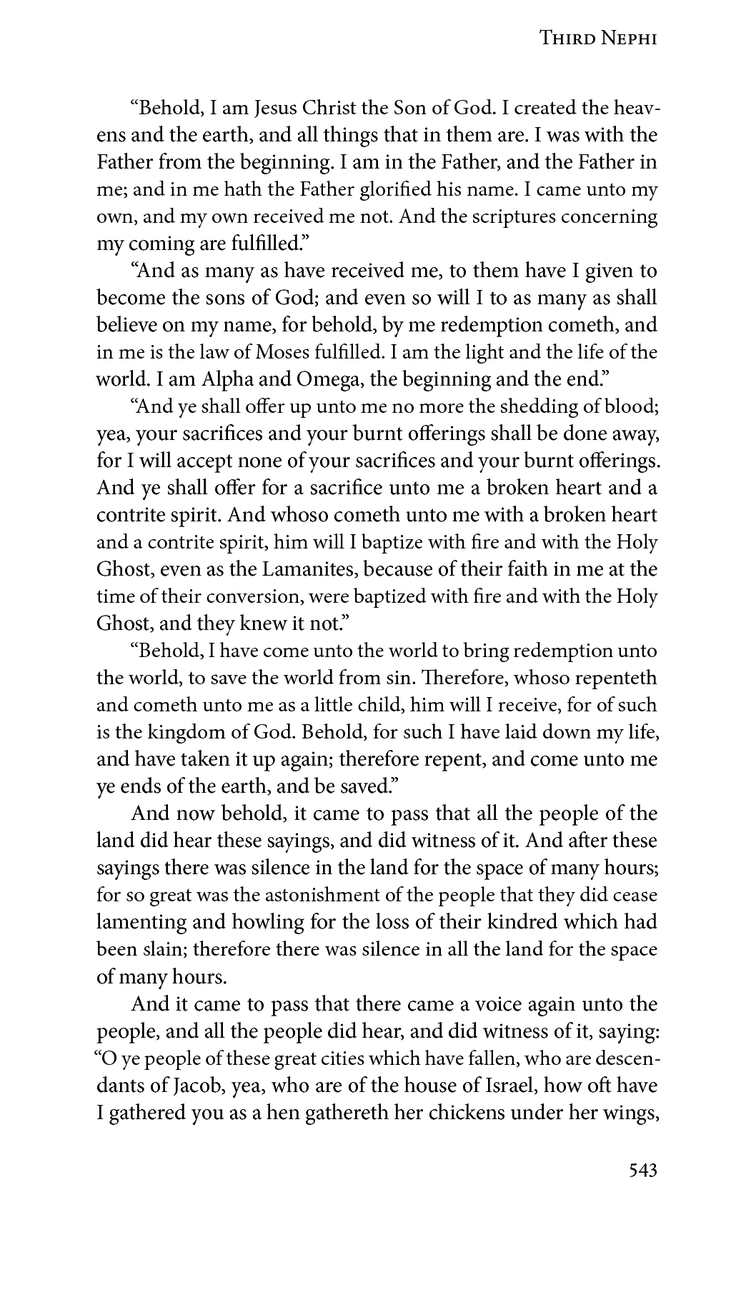 Third Nephi
“Behold, I am Jesus Christ the Son of God. I created the heav-
ens and the earth, and all things that in them are. I was with the
Father from the beginning. I am in the Father, and the Father in
me; and in me hath the Father glorified his name. I came unto my
own, and my own received me not. And the scriptures concerning
my coming are fulfilled.”
“And as many as have received me, to them have I given to
become the sons of God; and even so will I to as many as shall
believe on my name, for behold, by me redemption cometh, and
in me is the law of Moses fulfilled. I am the light and the life of the
world. I am Alpha and Omega, the beginning and the end.”
“And ye shall offer up unto me no more the shedding of blood;
yea, your sacrifices and your burnt offerings shall be done away,
for I will accept none of your sacrifices and your burnt offerings.
And ye shall offer for a sacrifice unto me a broken heart and a
contrite spirit. And whoso cometh unto me with a broken heart
and a contrite spirit, him will I baptize with fire and with the Holy
Ghost, even as the Lamanites, because of their faith in me at the
time of their conversion, were baptized with fire and with the Holy
Ghost, and they knew it not.”
“Behold, I have come unto the world to bring redemption unto
the world, to save the world from sin. Therefore, whoso repenteth
and cometh unto me as a little child, him will I receive, for of such
is the kingdom of God. Behold, for such I have laid down my life,
and have taken it up again; therefore repent, and come unto me
ye ends of the earth, and be saved.”
And now behold, it came to pass that all the people of the
land did hear these sayings, and did witness of it. And after these
sayings there was silence in the land for the space of many hours;
for so great was the astonishment of the people that they did cease
lamenting and howling for the loss of their kindred which had
been slain; therefore there was silence in all the land for the space
of many hours.
And it came to pass that there came a voice again unto the
people, and all the people did hear, and did witness of it, saying:
“O ye people of these great cities which have fallen, who are descen-
dants of Jacob, yea, who are of the house of Israel, how oft have
I gathered you as a hen gathereth her chickens under her wings,
543